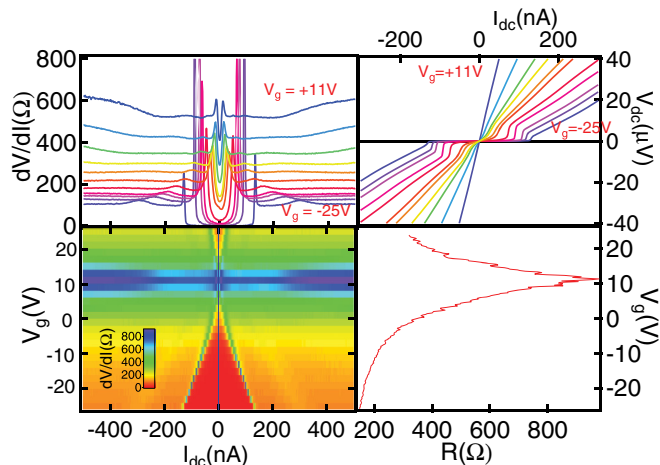 I_dc(nA)
-200 0 200
800
600
400
200
0
dV/dI(Ω)
V_g = +11V
V_g = -25V
V_g=+11V
V_g=-25V
40
20
0
-20
-40
V_dc(μV)
20
10
0
-10
-20
V_g(V)
dV/dI(Ω)
800
600
400
200
0
20
10
0
-10
-20
V_g(V)
-400 -200 0 200 400
I_dc(nA)
200 400 600 800
R(Ω)